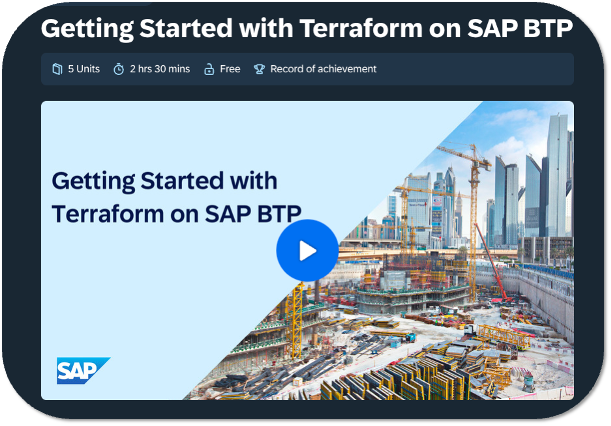 Getting Started with Terraform on SAP BTP
5 Units 2 hrs 30 mins Free Record of achievement
Getting Started with
Terraform on SAP BTP
SAP